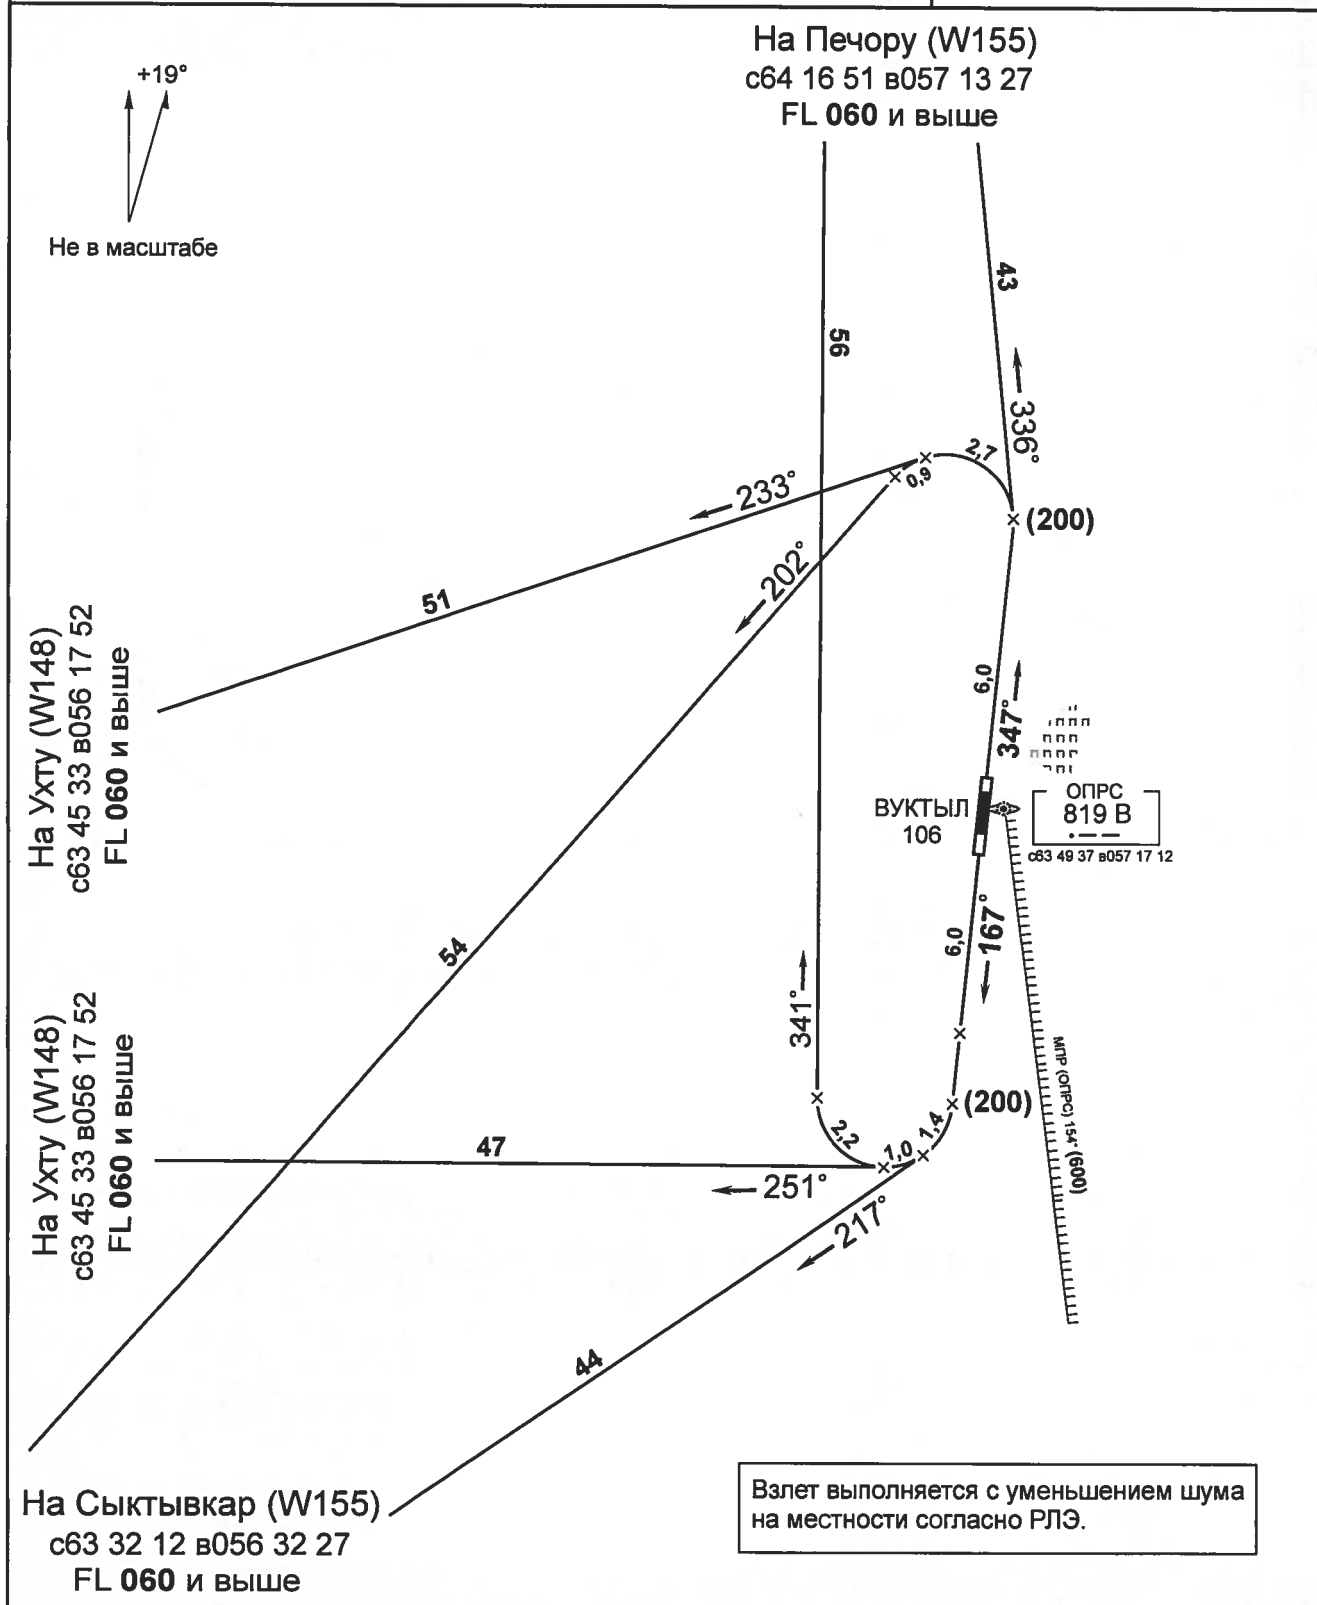 На Печору (W155)
с64 16 51 в057 13 27
FL 060 и выше
+19°
Не в масштабе
43
56
336°
2,7
0,9
(200)
233°
202°
51
На Ухту (W148)
с63 45 33 в056 17 52
FL 060 и выше
6,0
347°
ВУКТЫЛ
106
ОПРС
819 В
с63 49 37 в057 17 12
6,0
167°
54
341°
На Ухту (W148)
с63 45 33 в056 17 52
FL 060 и выше
МПР (ОПРС) 154° (600)
(200)
2,2
1,0
1,4
47
251°
217°
44
На Сыктывкар (W155)
с63 32 12 в056 32 27
FL 060 и выше
Взлет выполняется с уменьшением шума
на местности согласно РЛЭ.